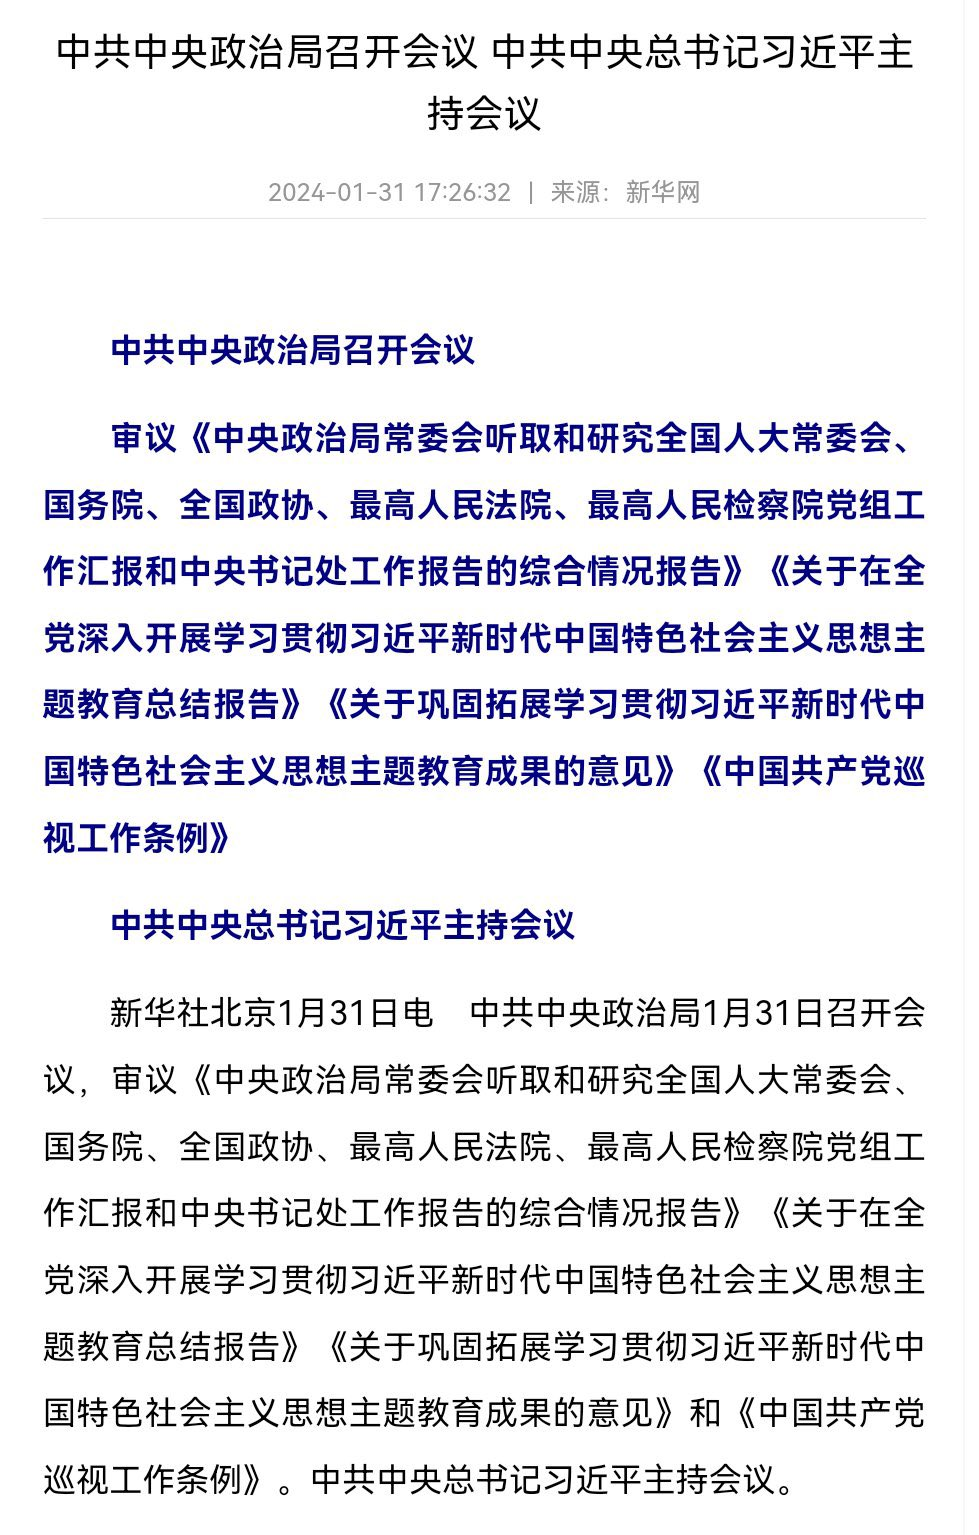 中共中央政治局召开会议 中共中央总书记习近平主
持会议
2024-01-31 17:26:32 | 来源：新华网
中共中央政治局召开会议
审议《中央政治局常委会听取和研究全国人大常委会、
国务院、全国政协、最高人民法院、最高人民检察院党组工
作汇报和中央书记处工作报告的综合情况报告》《关于在全
党深入开展学习贯彻习近平新时代中国特色社会主义思想主
题教育总结报告》《关于巩固拓展学习贯彻习近平新时代中
国特色社会主义思想主题教育成果的意见》《中国共产党巡
视工作条例》
中共中央总书记习近平主持会议
新华社北京1月31日电　中共中央政治局1月31日召开会
议，审议《中央政治局常委会听取和研究全国人大常委会、
国务院、全国政协、最高人民法院、最高人民检察院党组工
作汇报和中央书记处工作报告的综合情况报告》《关于在全
党深入开展学习贯彻习近平新时代中国特色社会主义思想主
题教育总结报告》《关于巩固拓展学习贯彻习近平新时代中
国特色社会主义思想主题教育成果的意见》和《中国共产党
巡视工作条例》。中共中央总书记习近平主持会议。